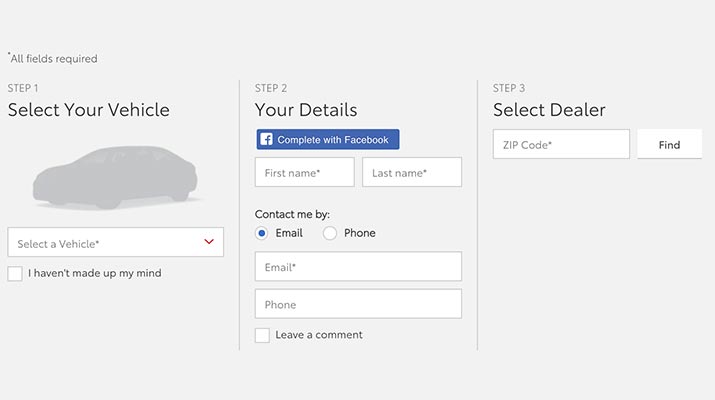 *All fields required
STEP 1
Select Your Vehicle
Select a Vehicle*
I haven't made up my mind
STEP 2
Your Details
Complete with Facebook
First name*
Last name*
Contact me by:
Email
Phone
Email*
Phone
Leave a comment
STEP 3
Select Dealer
ZIP Code*
Find